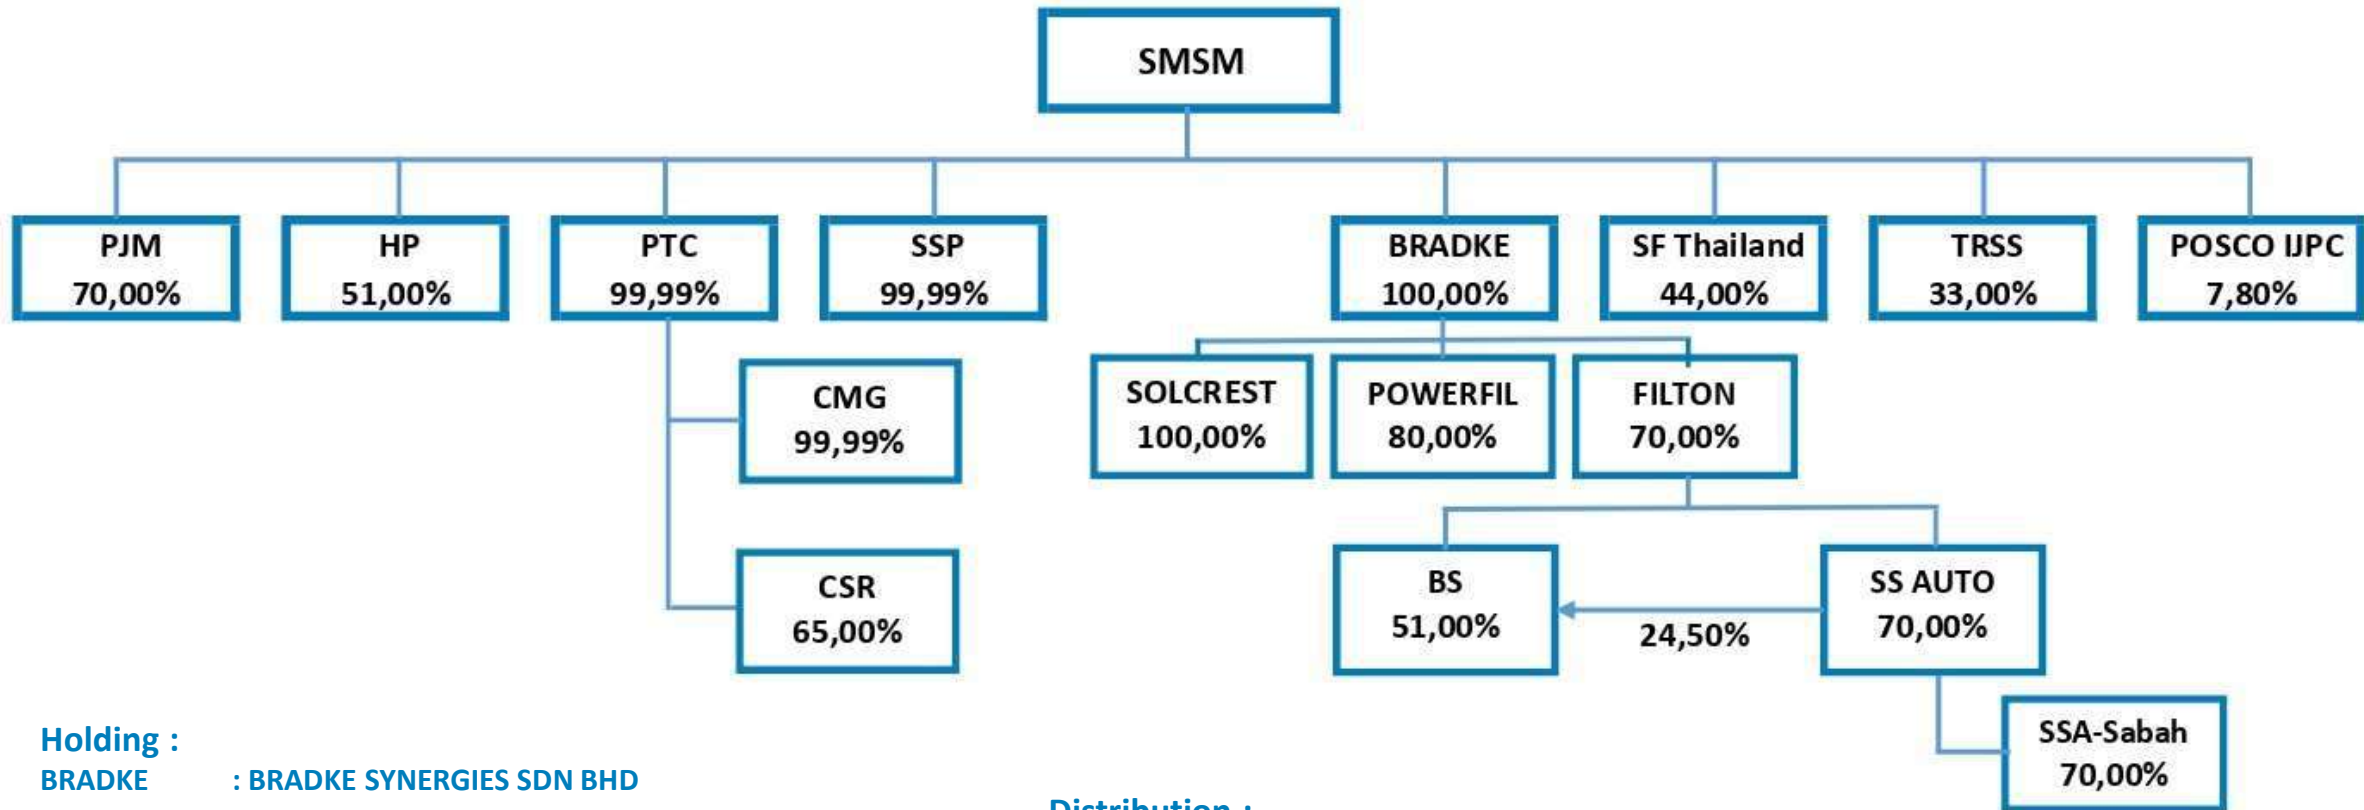 SMSM
PJM
70,00%
HP
51,00%
PTC
99,99%
SSP
99,99%
BRADKE
100,00%
SF Thailand
44,00%
TRSS
33,00%
POSCO IJPC
7,80%
CMG
99,99%
SOLCREST
100,00%
POWERFIL
80,00%
FILTON
70,00%
CSR
65,00%
BS
51,00%
24,50%
SS AUTO
70,00%
SSA-Sabah
70,00%
Holding :
BRADKE : BRADKE SYNERGIES SDN BHD
Distribution :